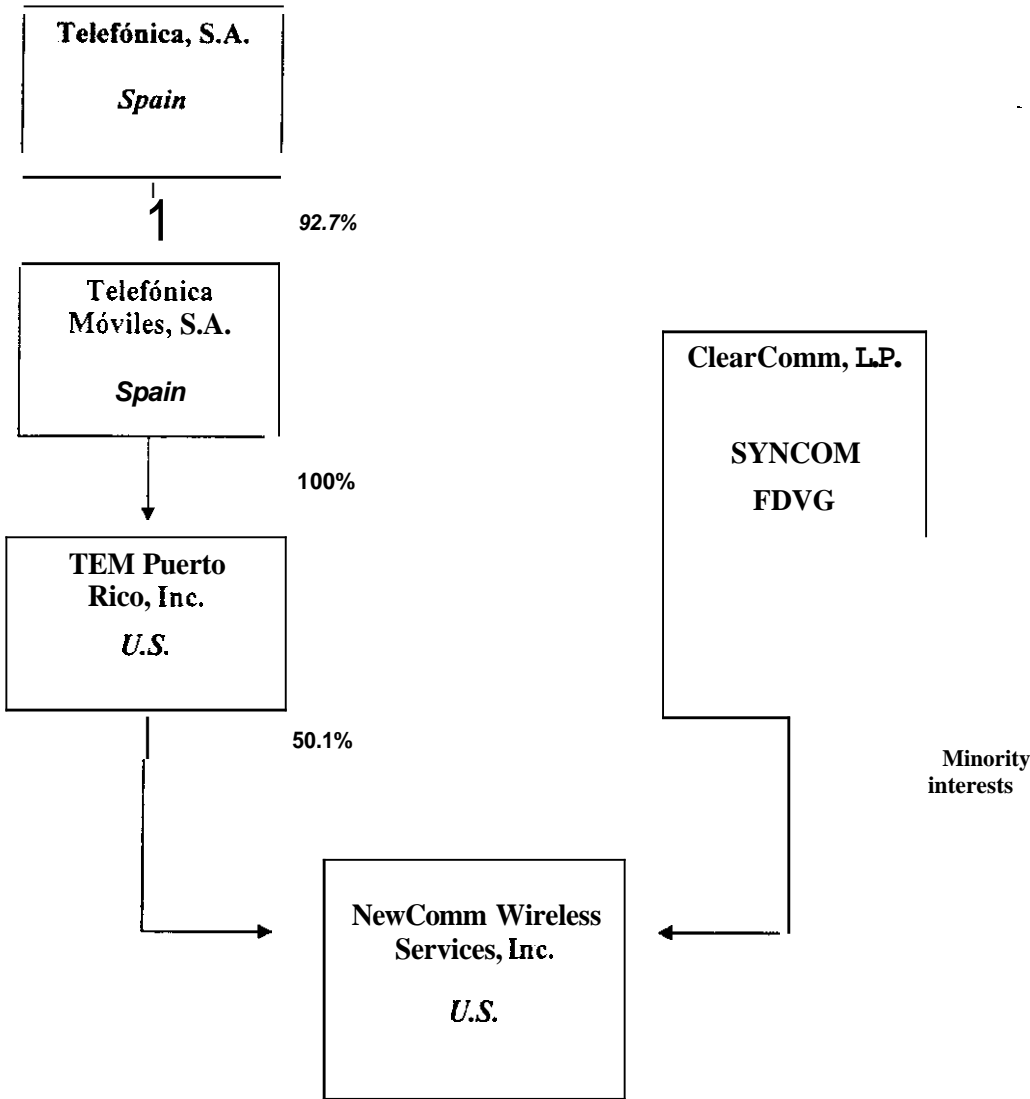 Telefónica, S.A.
Spain
1
92.7%
Telefónica
Móviles, S.A.
Spain
100%
TEM Puerto
Rico, Inc.
U.S.
50.1%
ClearComm, L.P.
SYNCOM
FDVG
Minority
interests
NewComm Wireless
Services, Inc.
U.S.